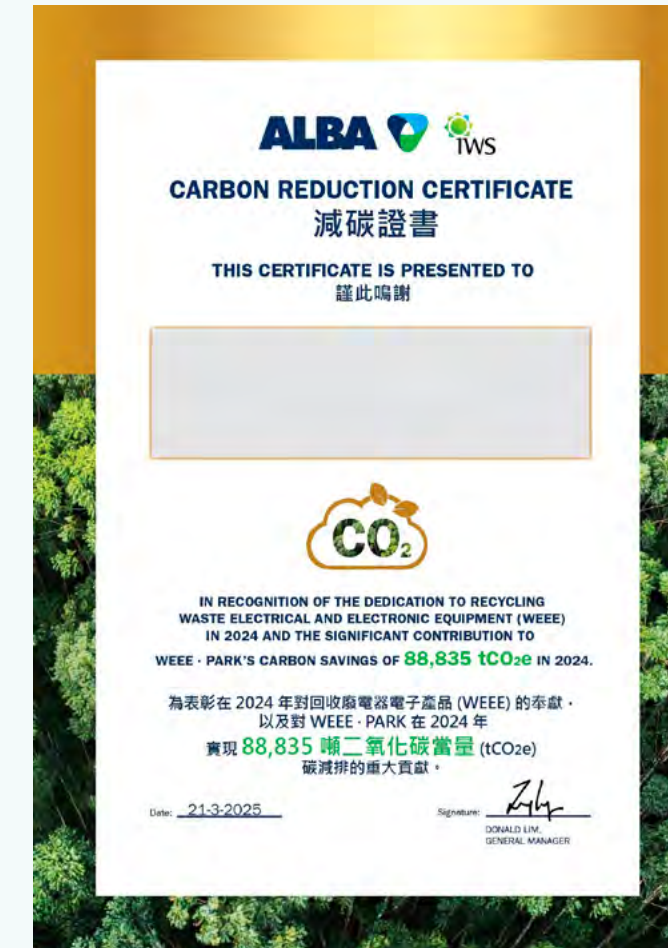 ALBA IWS
CARBON REDUCTION CERTIFICATE
減碳證書
THIS CERTIFICATE IS PRESENTED TO
謹此鳴謝
CO₂
IN RECOGNITION OF THE DEDICATION TO RECYCLING
WASTE ELECTRICAL AND ELECTRONIC EQUIPMENT (WEEE)
IN 2024 AND THE SIGNIFICANT CONTRIBUTION TO
WEEE · PARK'S CARBON SAVINGS OF 88,835 tCO₂e IN 2024.
為表彰在 2024 年對回收廢電器電子產品 (WEEE) 的奉獻，
以及對 WEEE · PARK 在 2024 年
實現 88,835 噸二氧化碳當量 (tCO₂e)
碳減排的重大貢獻。
Date: 21-3-2025 Signature:
DONALD LIM,
GENERAL MANAGER